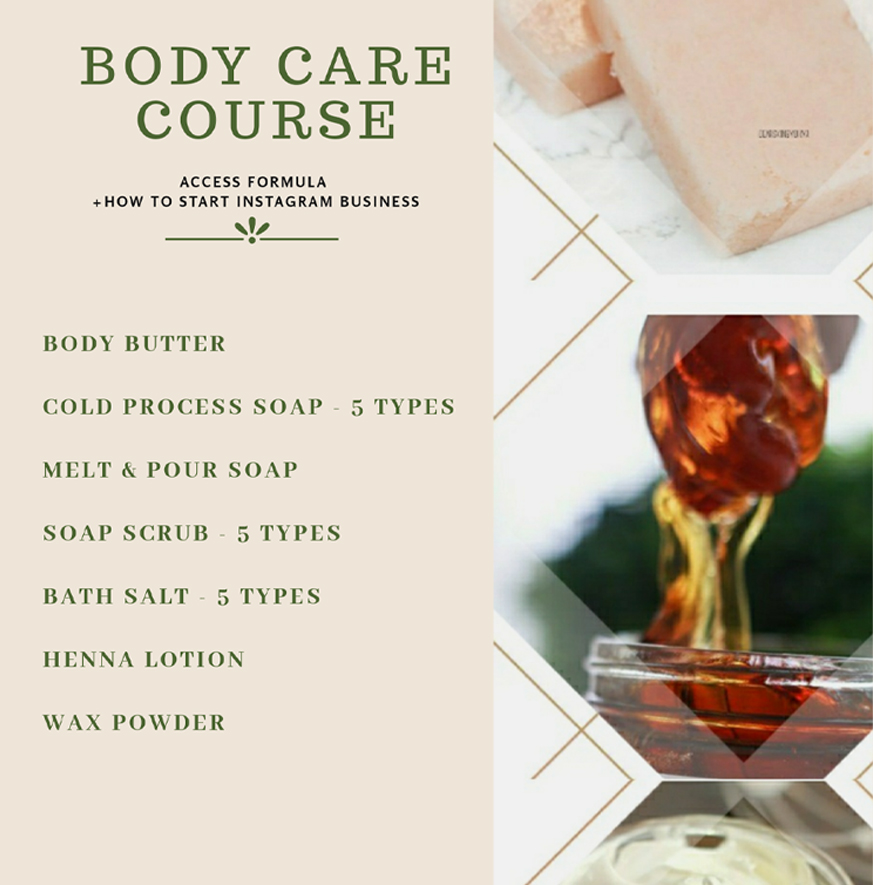 BODY CARE
COURSE
ACCESS FORMULA
+HOW TO START INSTAGRAM BUSINESS
BODY BUTTER
COLD PROCESS SOAP - 5 TYPES
MELT & POUR SOAP
SOAP SCRUB - 5 TYPES
BATH SALT - 5 TYPES
HENNA LOTION
WAX POWDER